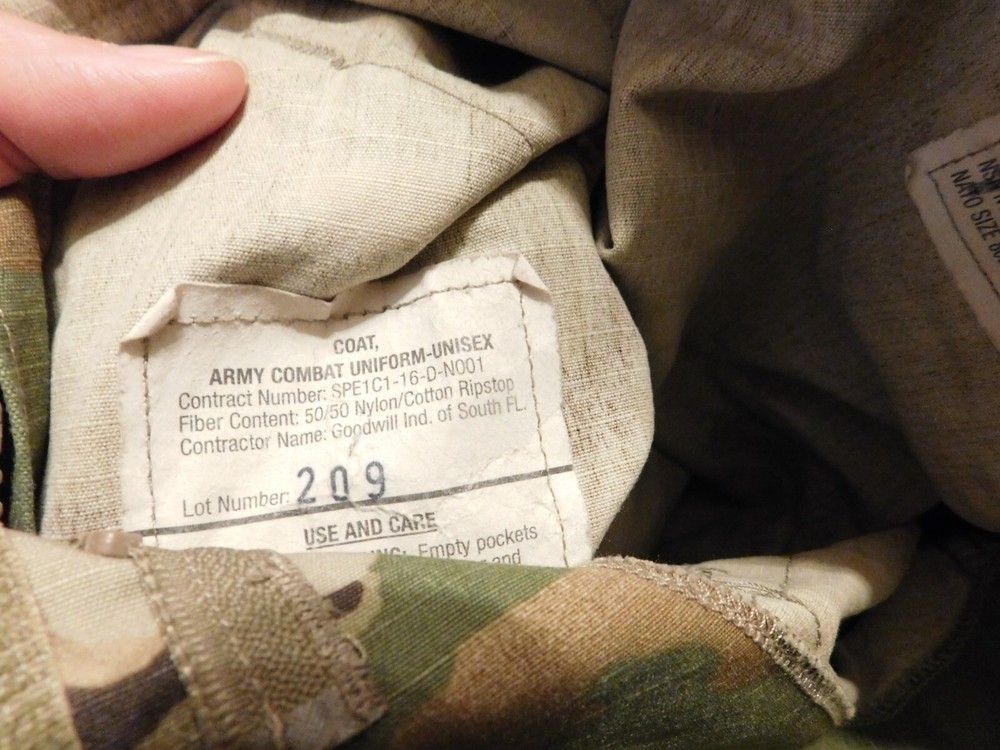 COAT,
ARMY COMBAT UNIFORM-UNISEX
Contract Number: SPE1C1-16-D-N001
Fiber Content: 50/50 Nylon/Cotton Ripstop
Contractor Name: Goodwill Ind. of South FL.
Lot Number: 209
USE AND CARE
Empty pockets
and
NATO SIZE